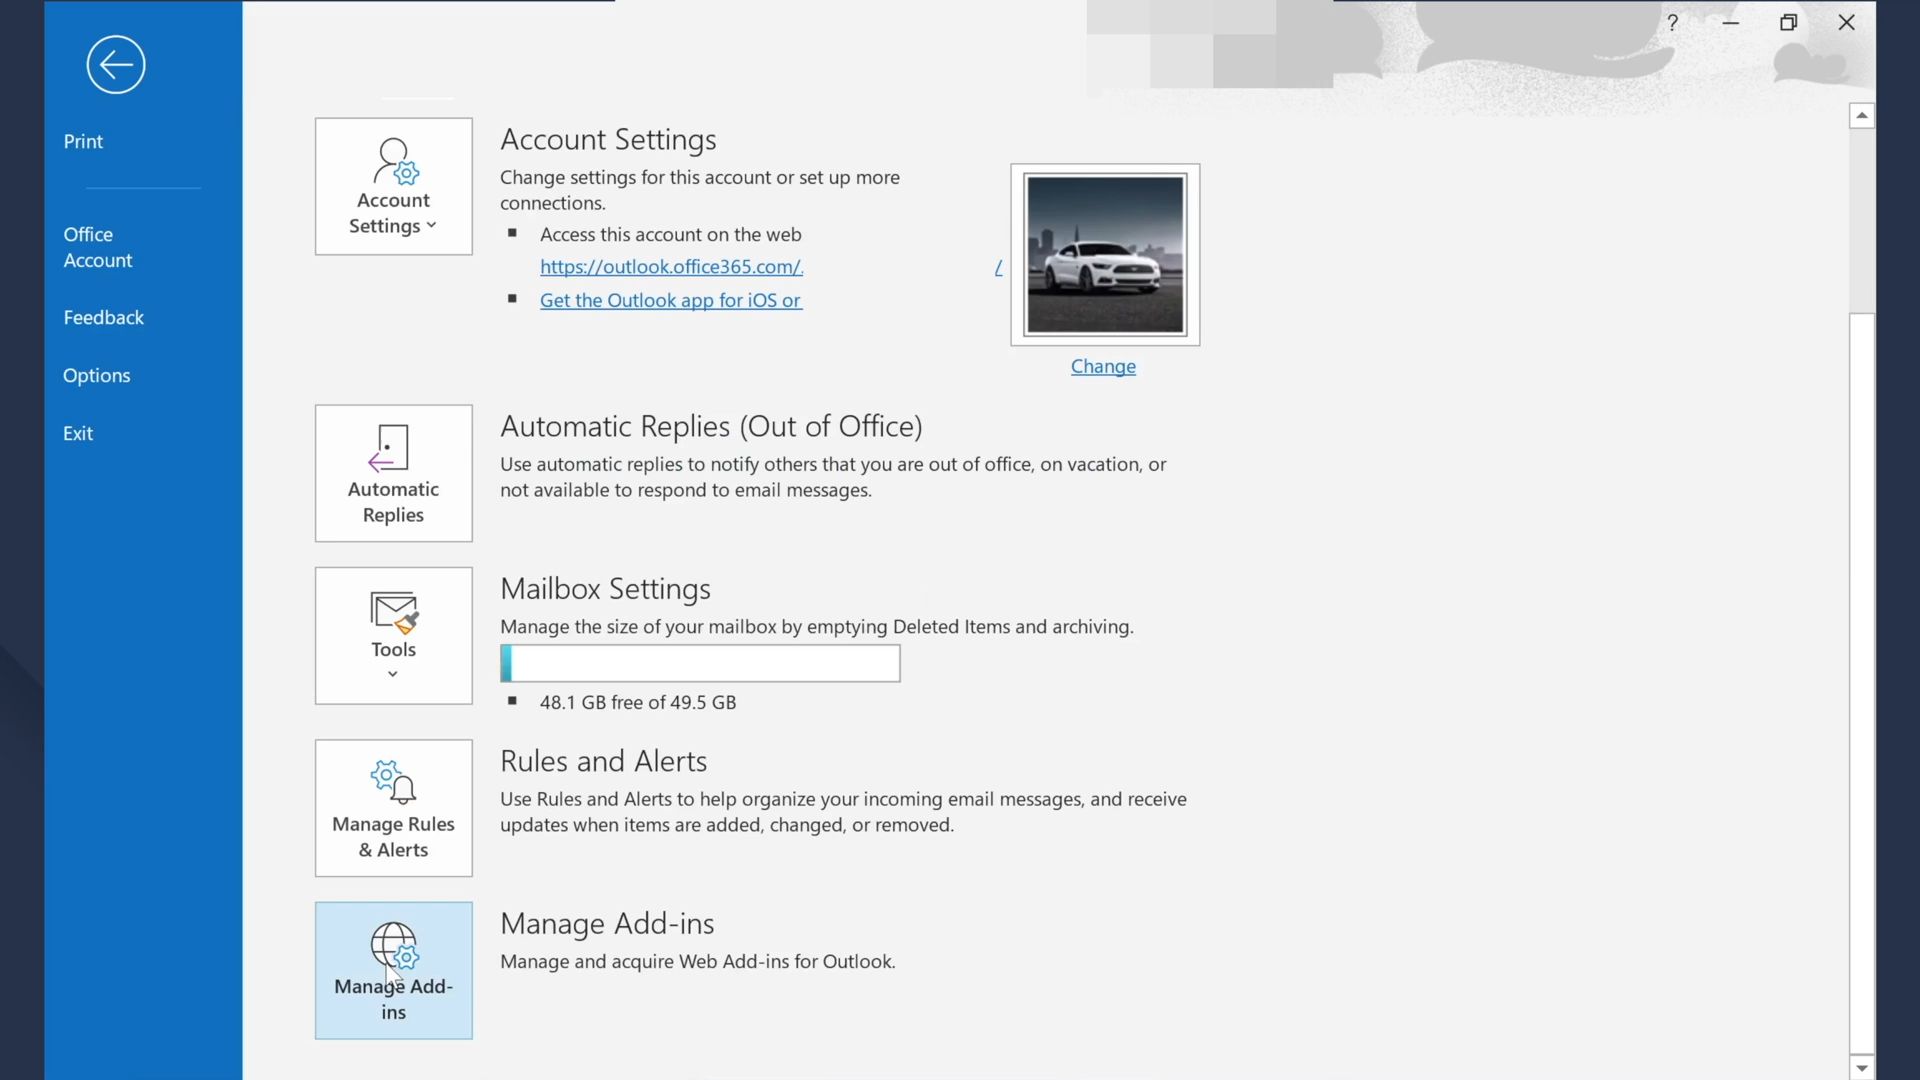 ?
Print
Office
Account
Feedback
Options
Exit
Account
Settings
Account Settings
Change settings for this account or set up more
connections.
Access this account on the web
https://outlook.office365.com/.
/
Get the Outlook app for iOS or
Change
Automatic
Replies
Automatic Replies (Out of Office)
Use automatic replies to notify others that you are out of office, on vacation, or
not available to respond to email messages.
Tools
Mailbox Settings
Manage the size of your mailbox by emptying Deleted Items and archiving.
48.1 GB free of 49.5 GB
Manage Rules
& Alerts
Rules and Alerts
Use Rules and Alerts to help organize your incoming email messages, and receive
updates when items are added, changed, or removed.
Manage Add-
ins
Manage Add-ins
Manage and acquire Web Add-ins for Outlook.